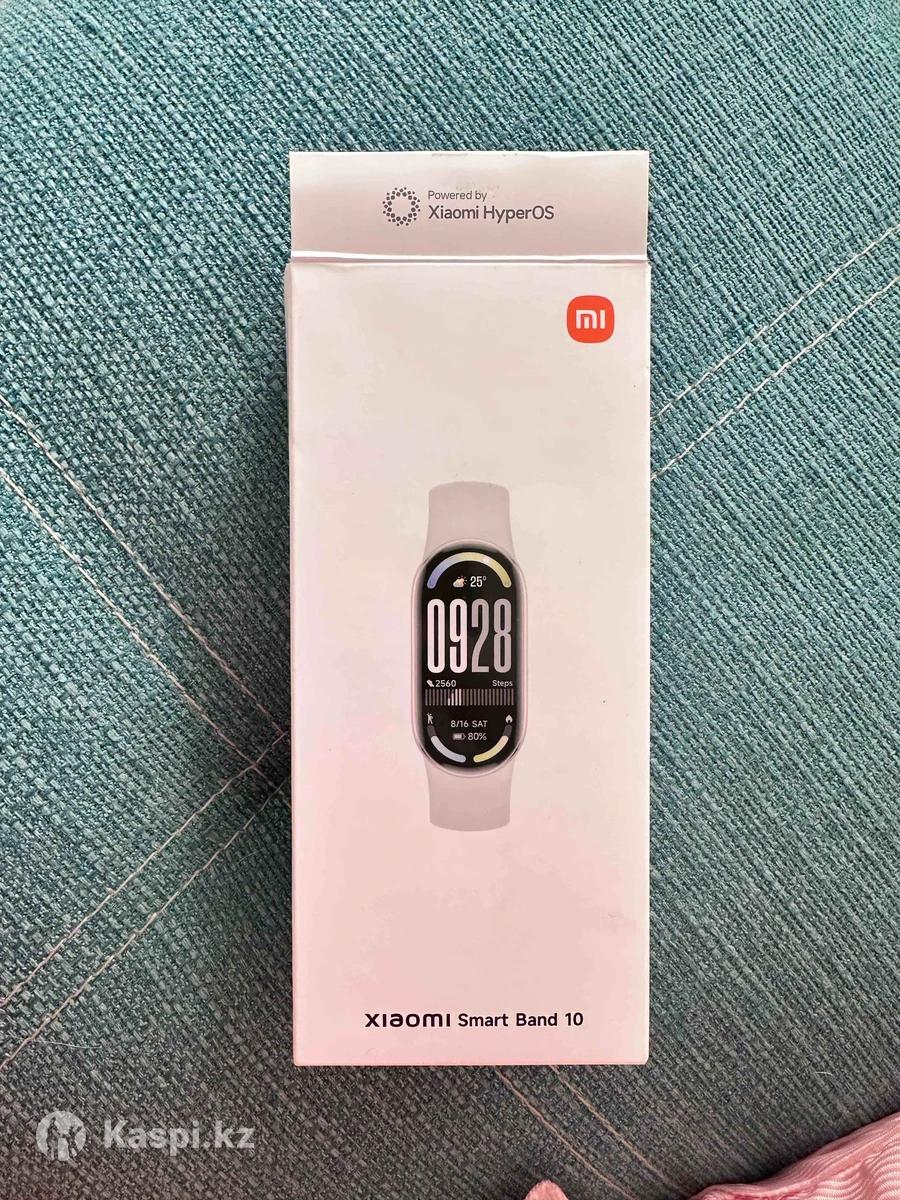 Powered by
Xiaomi HyperOS
mi
25°
0928
2560 Steps
8/16 SAT
80%
xiaomi Smart Band 10
Kaspi.kz